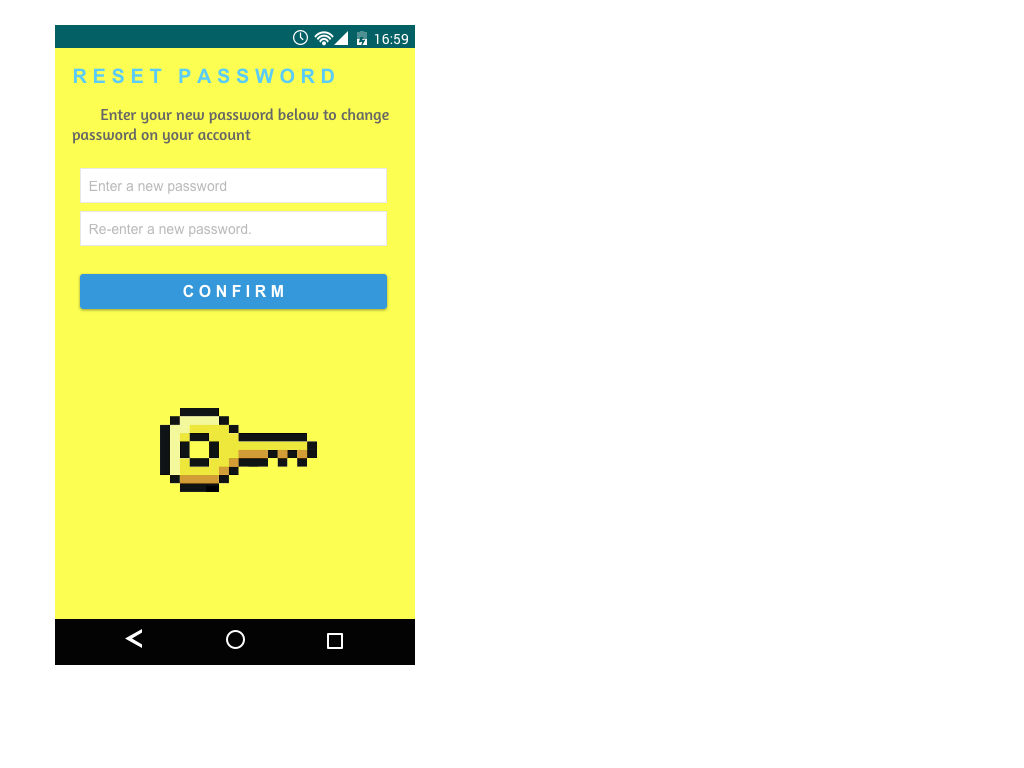 16:59
RESET PASSWORD
Enter your new password below to change
password on your account
Enter a new password
Re-enter a new password.
CONFIRM